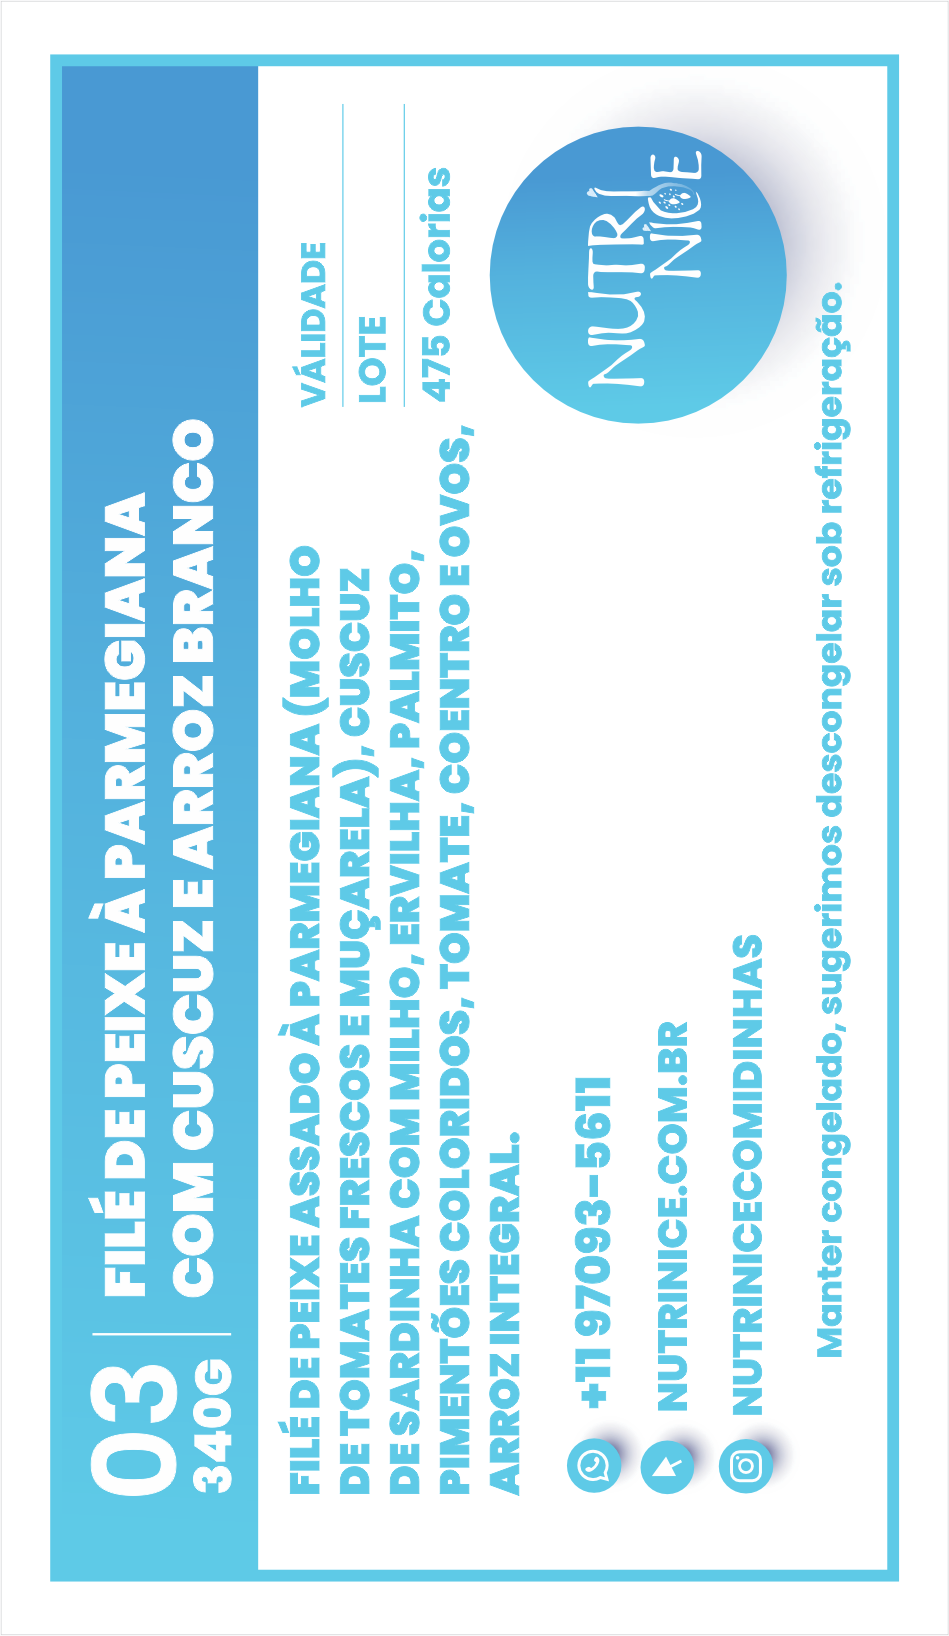 03
340G
FILÉ DE PEIXE À PARMEGIANA
COM CUSCUZ E ARROZ BRANCO
FILÉ DE PEIXE ASSADO À PARMEGIANA (MOLHO
DE TOMATES FRESCOS E MUÇARELA), CUSCUZ
DE SARDINHA COM MILHO, ERVILHA, PALMITO,
PIMENTÕES COLORIDOS, TOMATE, COENTRO E OVOS,
ARROZ INTEGRAL.
VÁLIDADE
LOTE
475 Calorias
+11 97093-5611
NUTRINICE.COM.BR
NUTRINICECOMIDINHAS
NUTRI
NICE
Manter congelado, sugerimos descongelar sob refrigeração.